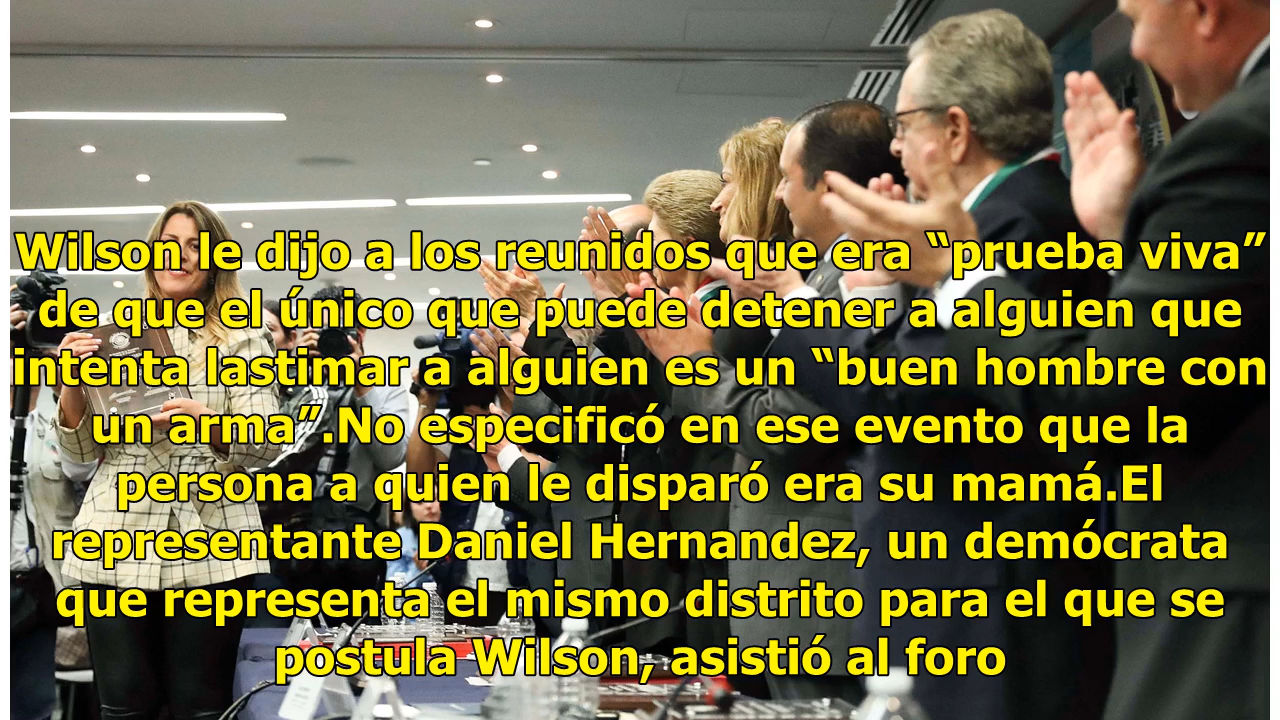 Wilson le dijo a los reunidos que era “prueba viva”
de que el único que puede detener a alguien que
intenta lastimar a alguien es un “buen hombre con
un arma”.No especificó en ese evento que la
persona a quien le disparó era su mamá.El
representante Daniel Hernandez, un demócrata
que representa el mismo distrito para el que se
postula Wilson, asistió al foro